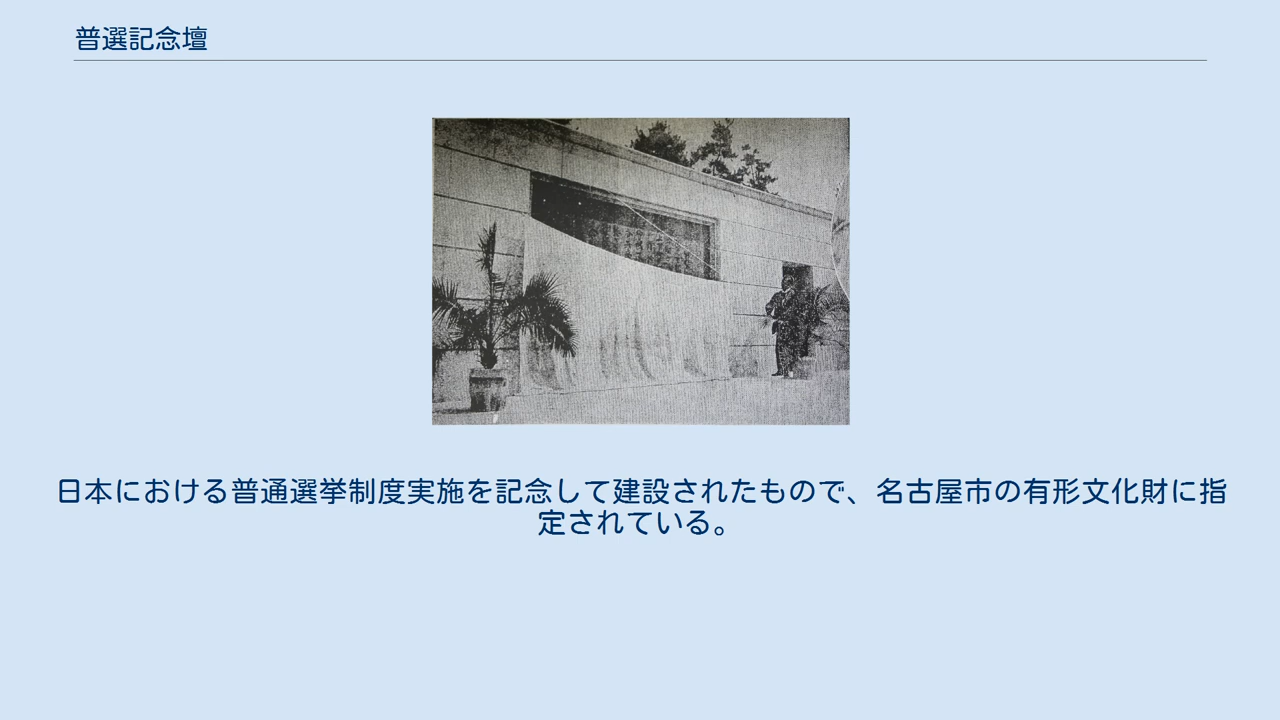 普選記念壇
日本における普通選挙制度実施を記念して建設されたもので、名古屋市の有形文化財に指
定されている。